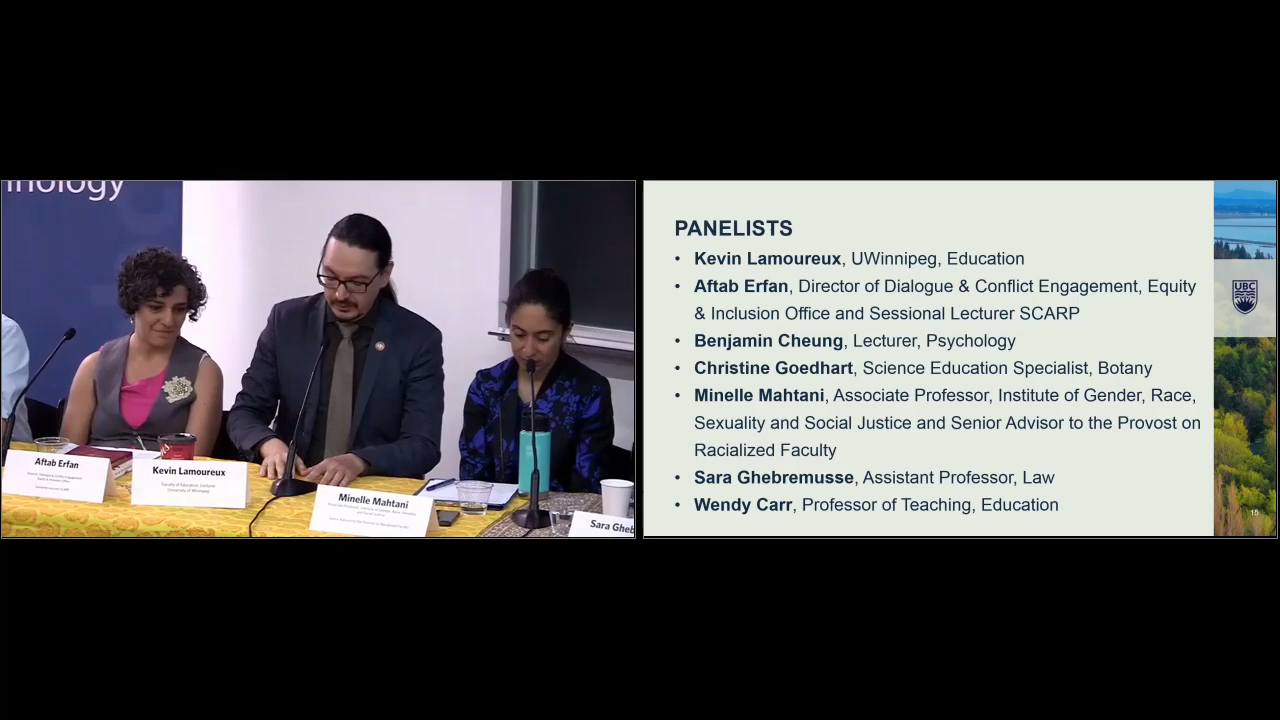 inology
Aftab Erfan
Kevin Lamoureux
Faculty of Education, Lecturer
University of Winnipeg
Minelle Mahtani
Sara Gheb
PANELISTS
• Kevin Lamoureux, UWinnipeg, Education
• Aftab Erfan, Director of Dialogue & Conflict Engagement, Equity
& Inclusion Office and Sessional Lecturer SCARP
• Benjamin Cheung, Lecturer, Psychology
• Christine Goedhart, Science Education Specialist, Botany
• Minelle Mahtani, Associate Professor, Institute of Gender, Race,
Sexuality and Social Justice and Senior Advisor to the Provost on
Racialized Faculty
• Sara Ghebremusse, Assistant Professor, Law
• Wendy Carr, Professor of Teaching, Education
UBC
15